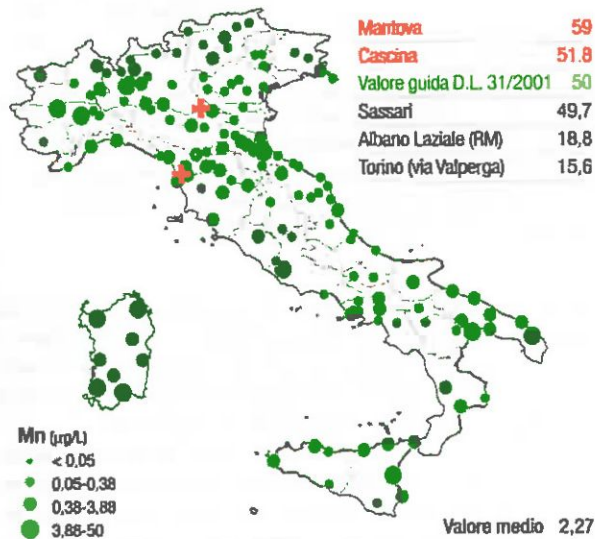 Mantova 59
Cascina 51.8
Valore guida D.L. 31/2001 50
Sassari 49,7
Albano Laziale (RM) 18,8
Torino (via Valperga) 15,6
Mn (µg/L)
< 0,05
0,05-0,38
0,38-3,88
3,88-50
Valore medio 2,27